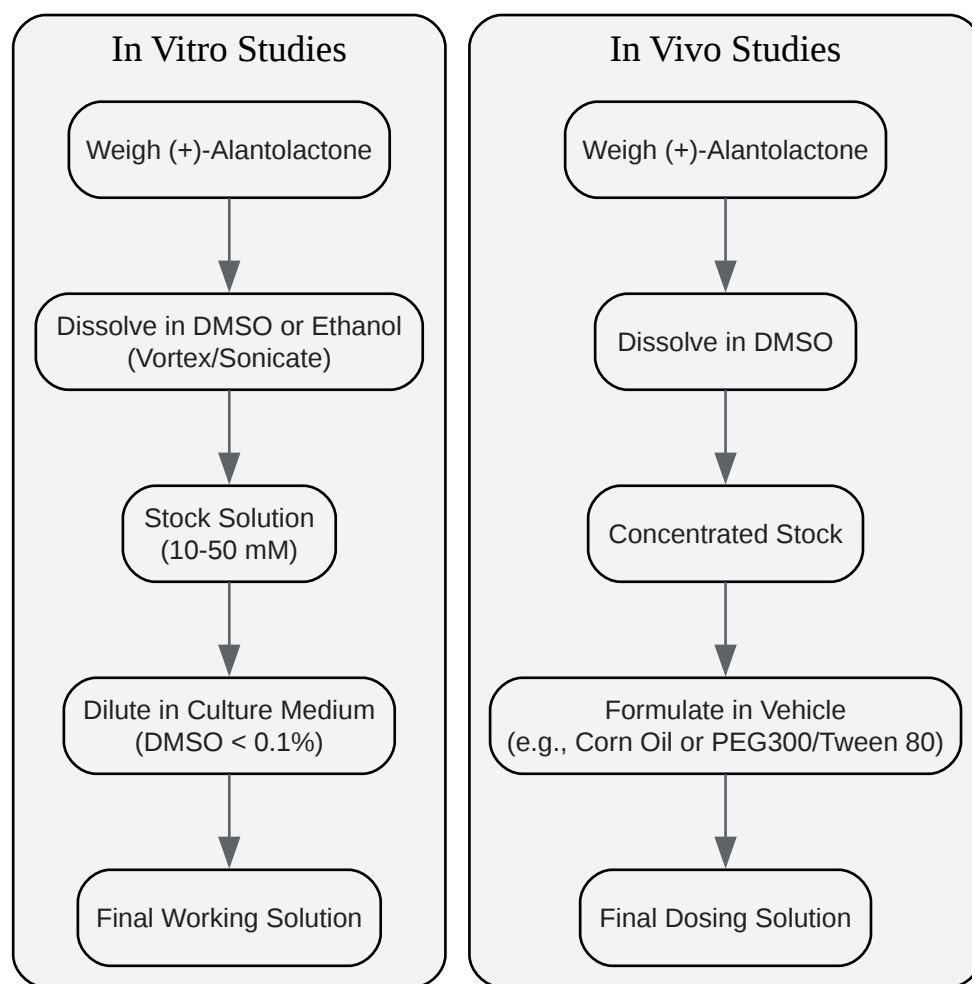 In Vitro Studies
Weigh (+)-Alantolactone
Dissolve in DMSO or Ethanol
(Vortex/Sonicate)
Stock Solution
(10-50 mM)
Dilute in Culture Medium
(DMSO < 0.1%)
Final Working Solution
In Vivo Studies
Weigh (+)-Alantolactone
Dissolve in DMSO
Concentrated Stock
Formulate in Vehicle
(e.g., Corn Oil or PEG300/Tween 80)
Final Dosing Solution